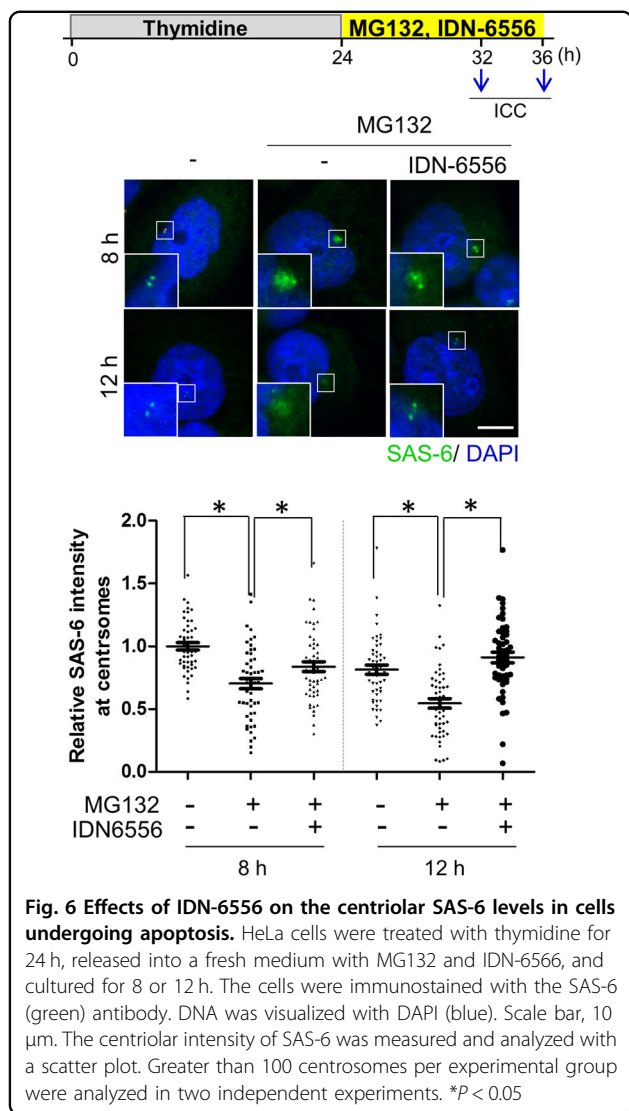 Thymidine MG132, IDN-6556
0 24 32 36 (h)
ICC
MG132
- - IDN-6556
8 h
12 h
SAS-6/ DAPI
Relative SAS-6 intensity
at centrsomes
2.0
1.5
1.0
0.5
0.0
* * * *
MG132 - + + - + +
IDN6556 - - + - - +
8 h 12 h
Fig. 6 Effects of IDN-6556 on the centriolar SAS-6 levels in cells
undergoing apoptosis. HeLa cells were treated with thymidine for
24 h, released into a fresh medium with MG132 and IDN-6566, and
cultured for 8 or 12 h. The cells were immunostained with the SAS-6
(green) antibody. DNA was visualized with DAPI (blue). Scale bar, 10
μm. The centriolar intensity of SAS-6 was measured and analyzed with
a scatter plot. Greater than 100 centrosomes per experimental group
were analyzed in two independent experiments. *P < 0.05